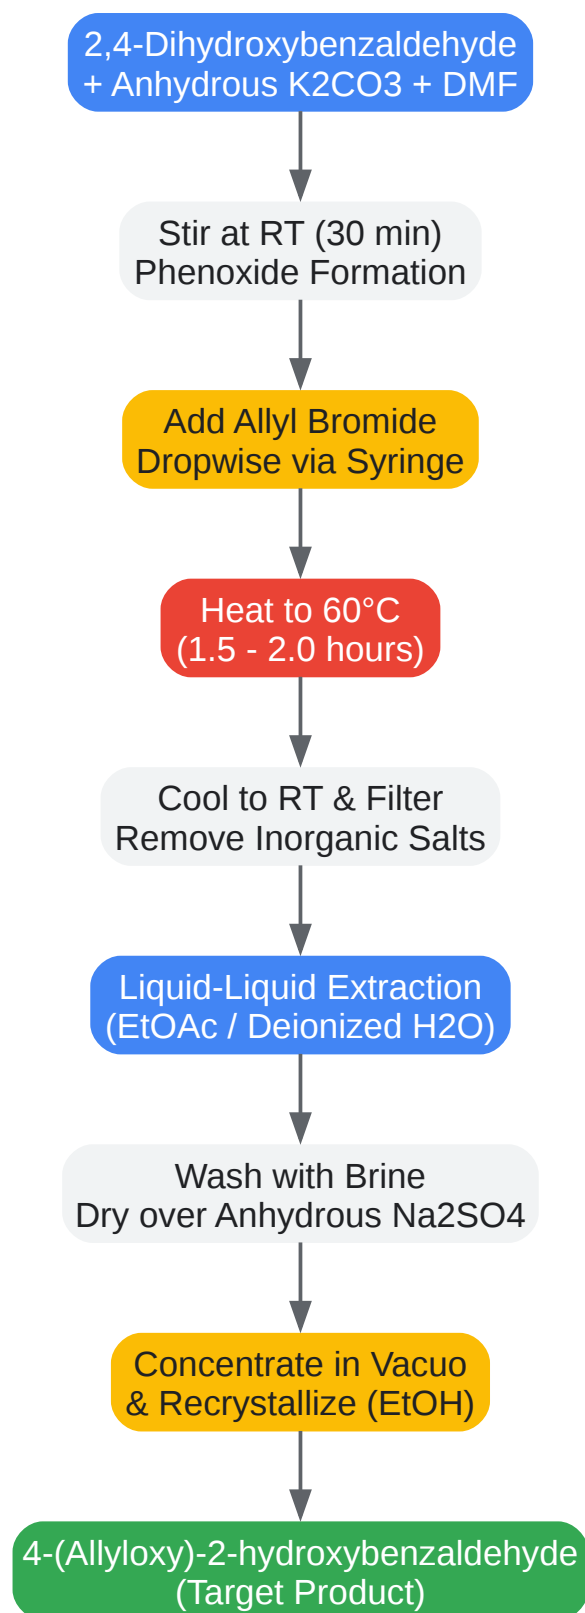 2,4-Dihydroxybenzaldehyde
+ Anhydrous K2CO3 + DMF
Stir at RT (30 min)
Phenoxide Formation
Add Allyl Bromide
Dropwise via Syringe
Heat to 60°C
(1.5 - 2.0 hours)
Cool to RT & Filter
Remove Inorganic Salts
Liquid-Liquid Extraction
(EtOAc / Deionized H2O)
Wash with Brine
Dry over Anhydrous Na2SO4
Concentrate in Vacuo
& Recrystallize (EtOH)
4-(Allyloxy)-2-hydroxybenzaldehyde
(Target Product)